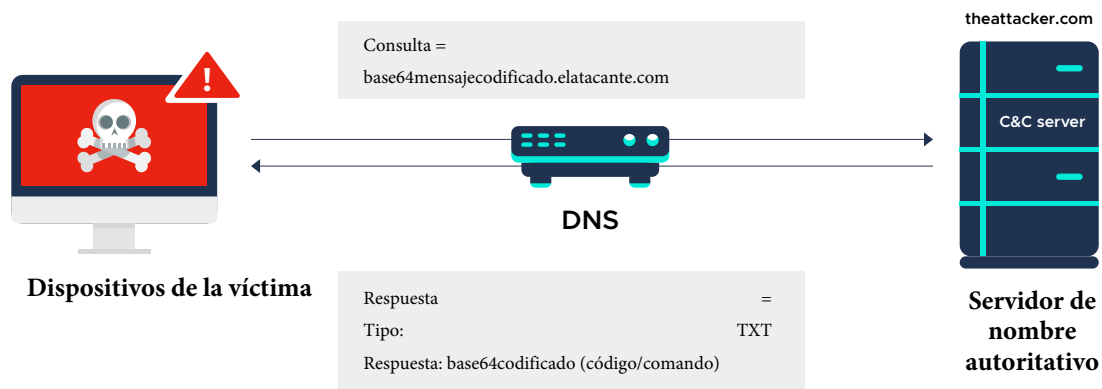 theattacker.com
Consulta =
base64mensajecodificado.elatacante.com
!
C&C server
DNS
Dispositivos de la víctima
Respuesta =
Tipo: TXT
Respuesta: base64codificado (código/comando)
Servidor de
nombre
autoritativo